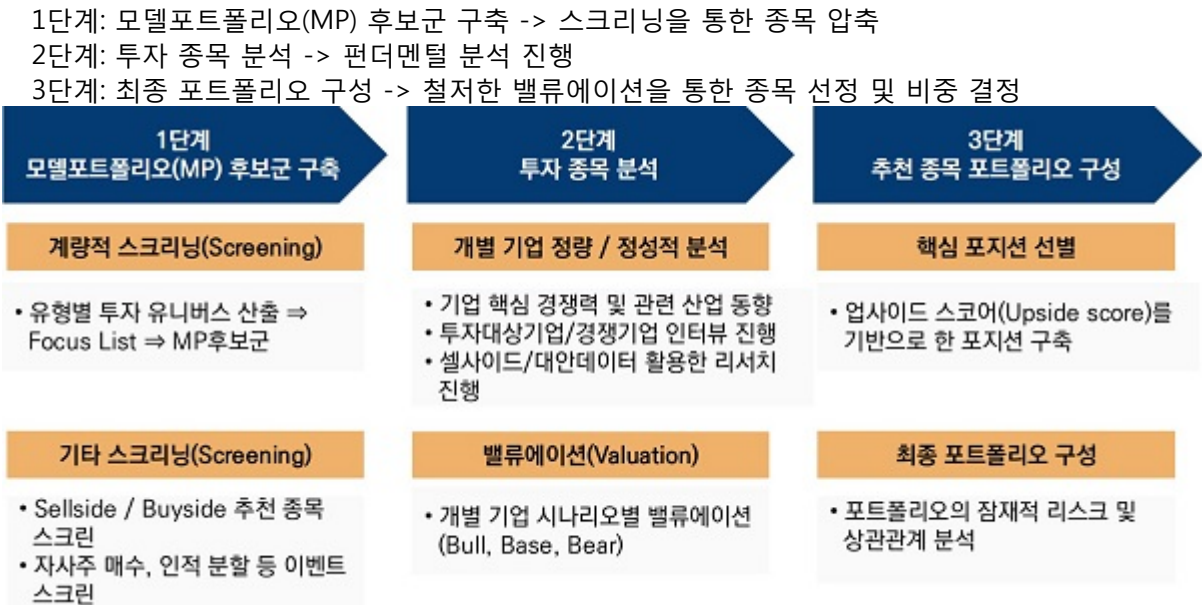 1단계: 모델포트폴리오(MP) 후보군 구축 -> 스크리닝을 통한 종목 압축
2단계: 투자 종목 분석 -> 펀더멘털 분석 진행
3단계: 최종 포트폴리오 구성 -> 철저한 밸류에이션을 통한 종목 선정 및 비중 결정
1단계
모델포트폴리오(MP) 후보군 구축
계량적 스크리닝(Screening)
• 유형별 투자 유니버스 산출 ⇒
Focus List ⇒ MP후보군
기타 스크리닝(Screening)
• Sellside / Buyside 추천 종목
스크린
• 자사주 매수, 인적 분할 등 이벤트
스크린
2단계
투자 종목 분석
개별 기업 정량 / 정성적 분석
• 기업 핵심 경쟁력 및 관련 산업 동향
• 투자대상기업/경쟁기업 인터뷰 진행
• 셀사이드/대안데이터 활용한 리서치
진행
밸류에이션(Valuation)
• 개별 기업 시나리오별 밸류에이션
(Bull, Base, Bear)
3단계
추천 종목 포트폴리오 구성
핵심 포지션 선별
• 업사이드 스코어(Upside score)를
기반으로 한 포지션 구축
최종 포트폴리오 구성
• 포트폴리오의 잠재적 리스크 및
상관관계 분석